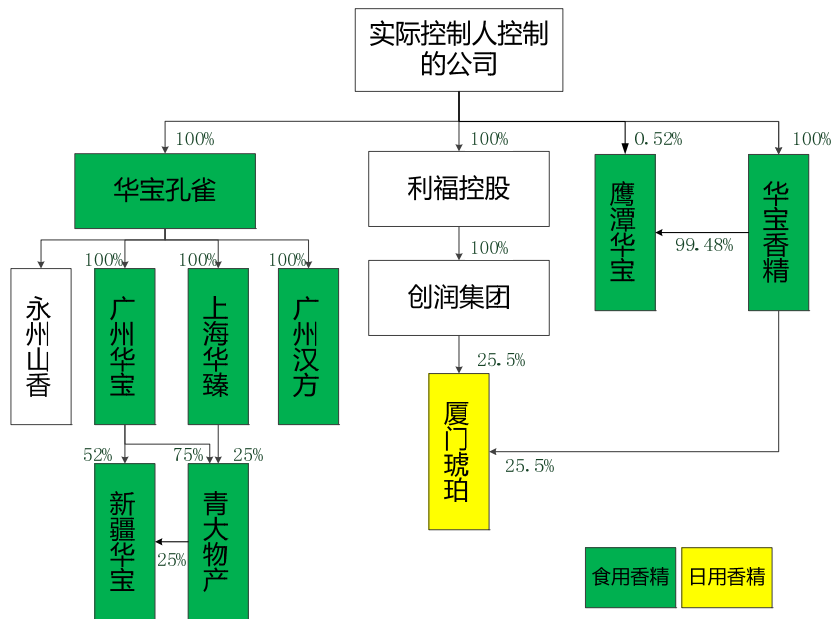 实际控制人控制
的公司
100%
100%
0.52%
100%
华宝孔雀
利福控股
鹰潭华宝
华宝香精
99.48%
100%
100%
100%
100%
永州山香
广州华宝
上海华臻
广州汉方
创润集团
25.5%
厦门琥珀
25.5%
52%
75%
25%
新疆华宝
青大物产
25%
食用香精
日用香精